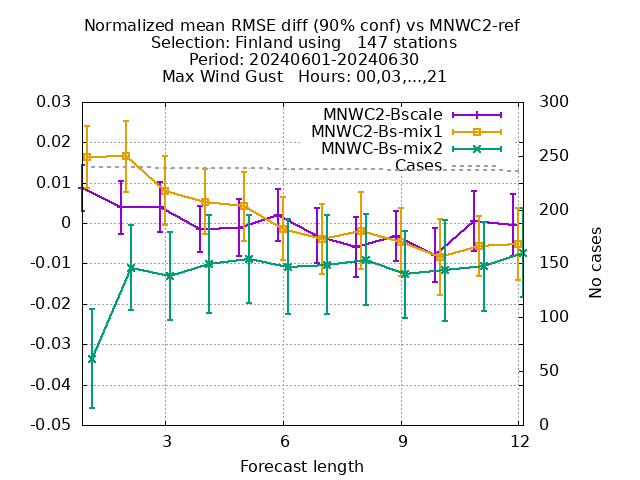 Normalized mean RMSE diff (90% conf) vs MNWC2-ref
Selection: Finland using   147 stations
Period: 20240601-20240630
Max Wind Gust   Hours: 00,03,...,21
MNWC2-Bscale
MNWC2-Bs-mix1
MNWC-Bs-mix2
Cases
0.03
0.02
0.01
0
-0.01
-0.02
-0.03
-0.04
-0.05
300
250
200
150
100
50
0
No cases
3 6 9 12
Forecast length